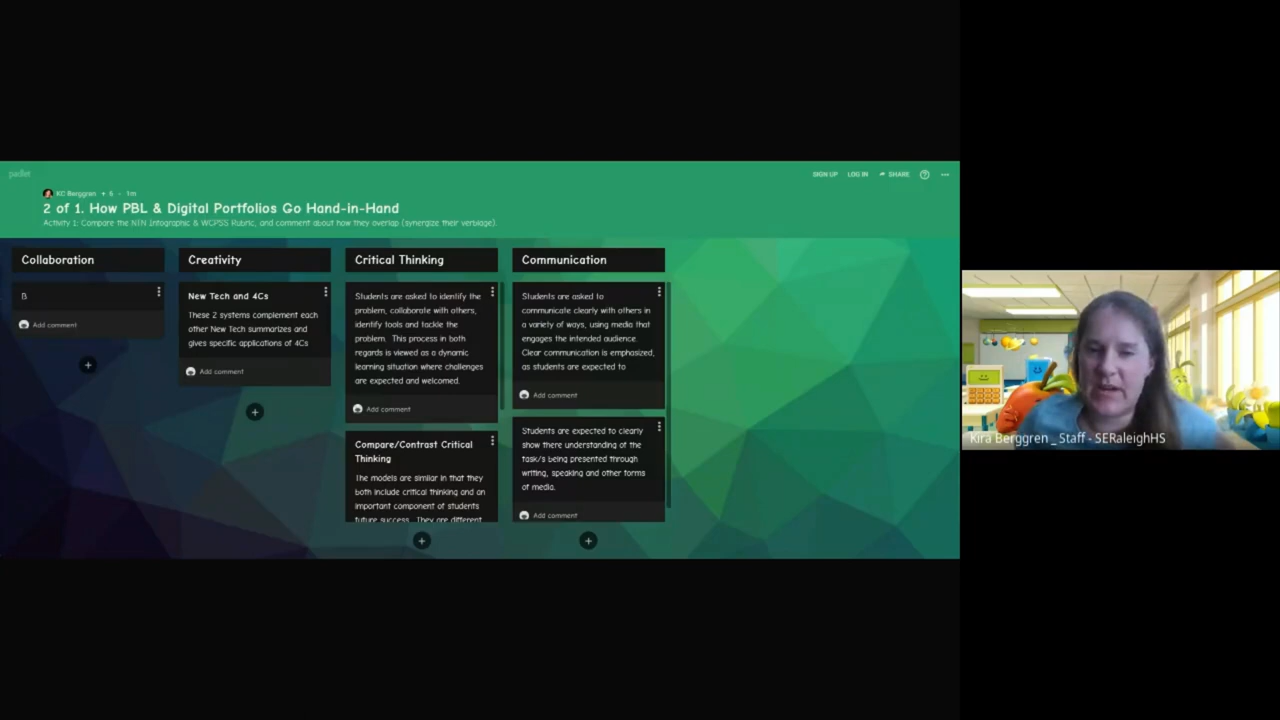 padlet
SIGN UP LOG IN SHARE
KC Berggren + 6 · 1m
2 of 1. How PBL & Digital Portfolios Go Hand-in-Hand
Activity 1: Compare the NTN Infographic & WCPSS Rubric, and comment about how they overlap (synergize their verbiage).
Collaboration
B
Add comment
Creativity
New Tech and 4Cs
These 2 systems complement each
other New Tech summarizes and
gives specific applications of 4Cs
Add comment
Critical Thinking
Students are asked to identify the
problem, collaborate with others,
identify tools and tackle the
problem. This process in both
regards is viewed as a dynamic
learning situation where challenges
are expected and welcomed.
Add comment
Compare/Contrast Critical
Thinking
The models are similar in that they
both include critical thinking and an
important component of students
future success. They are different
Communication
Students are asked to
communicate clearly with others in
a variety of ways, using media that
engages the intended audience.
Clear communication is emphasized,
as students are expected to
Add comment
Students are expected to clearly
show there understanding of the
task/s being presented through
writing, speaking and other forms
of media.
Add comment
Kira Berggren _ Staff - SERaleighHS